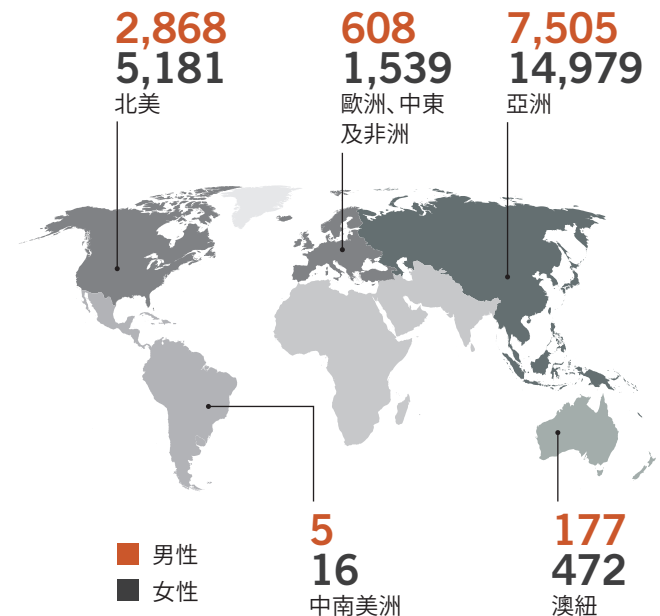 2,868
5,181
北美
608
1,539
歐洲、中東
及非洲
7,505
14,979
亞洲
5
16
中南美洲
177
472
澳紐
男性
女性